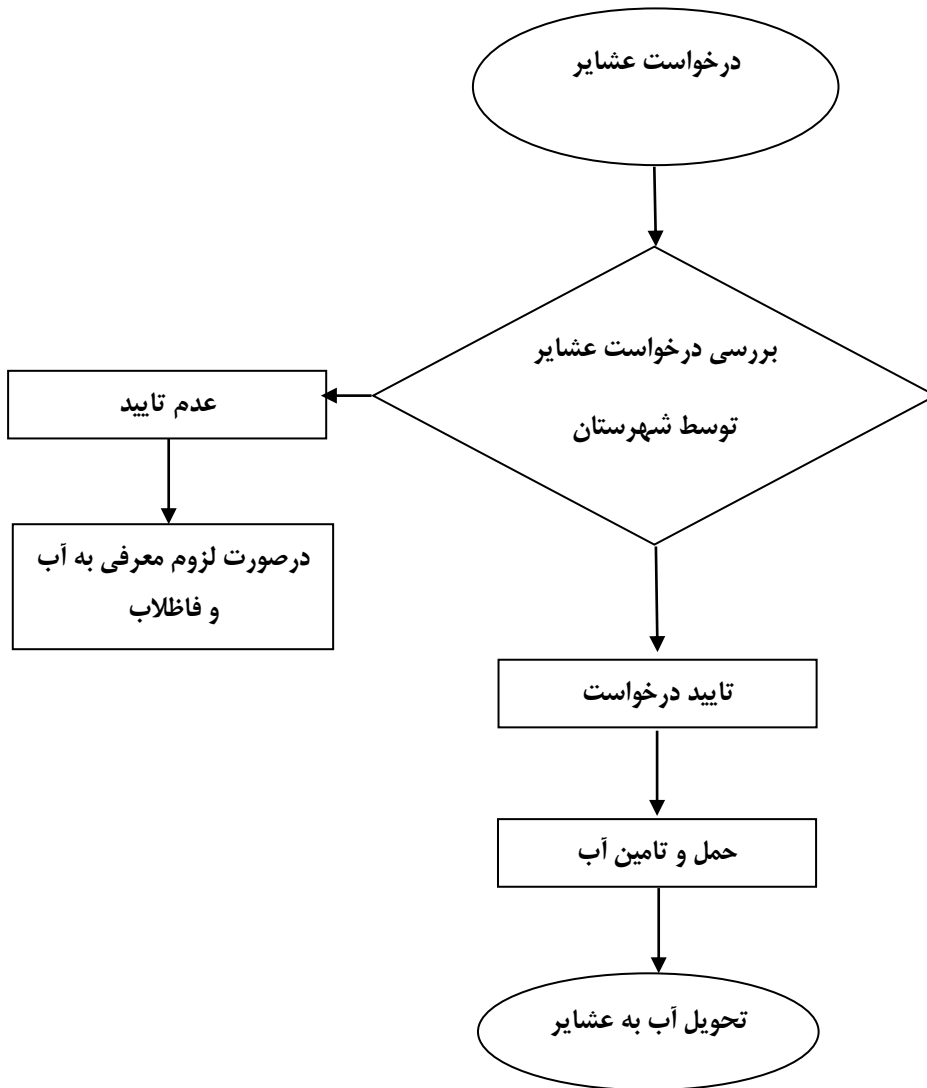 درخواست عشایر
بررسی درخواست عشایر
توسط شهرستان
عدم تایید
درصورت لزوم معرفی به آب
و فاظلاب
تایید درخواست
حمل و تامین آب
تحویل آب به عشایر